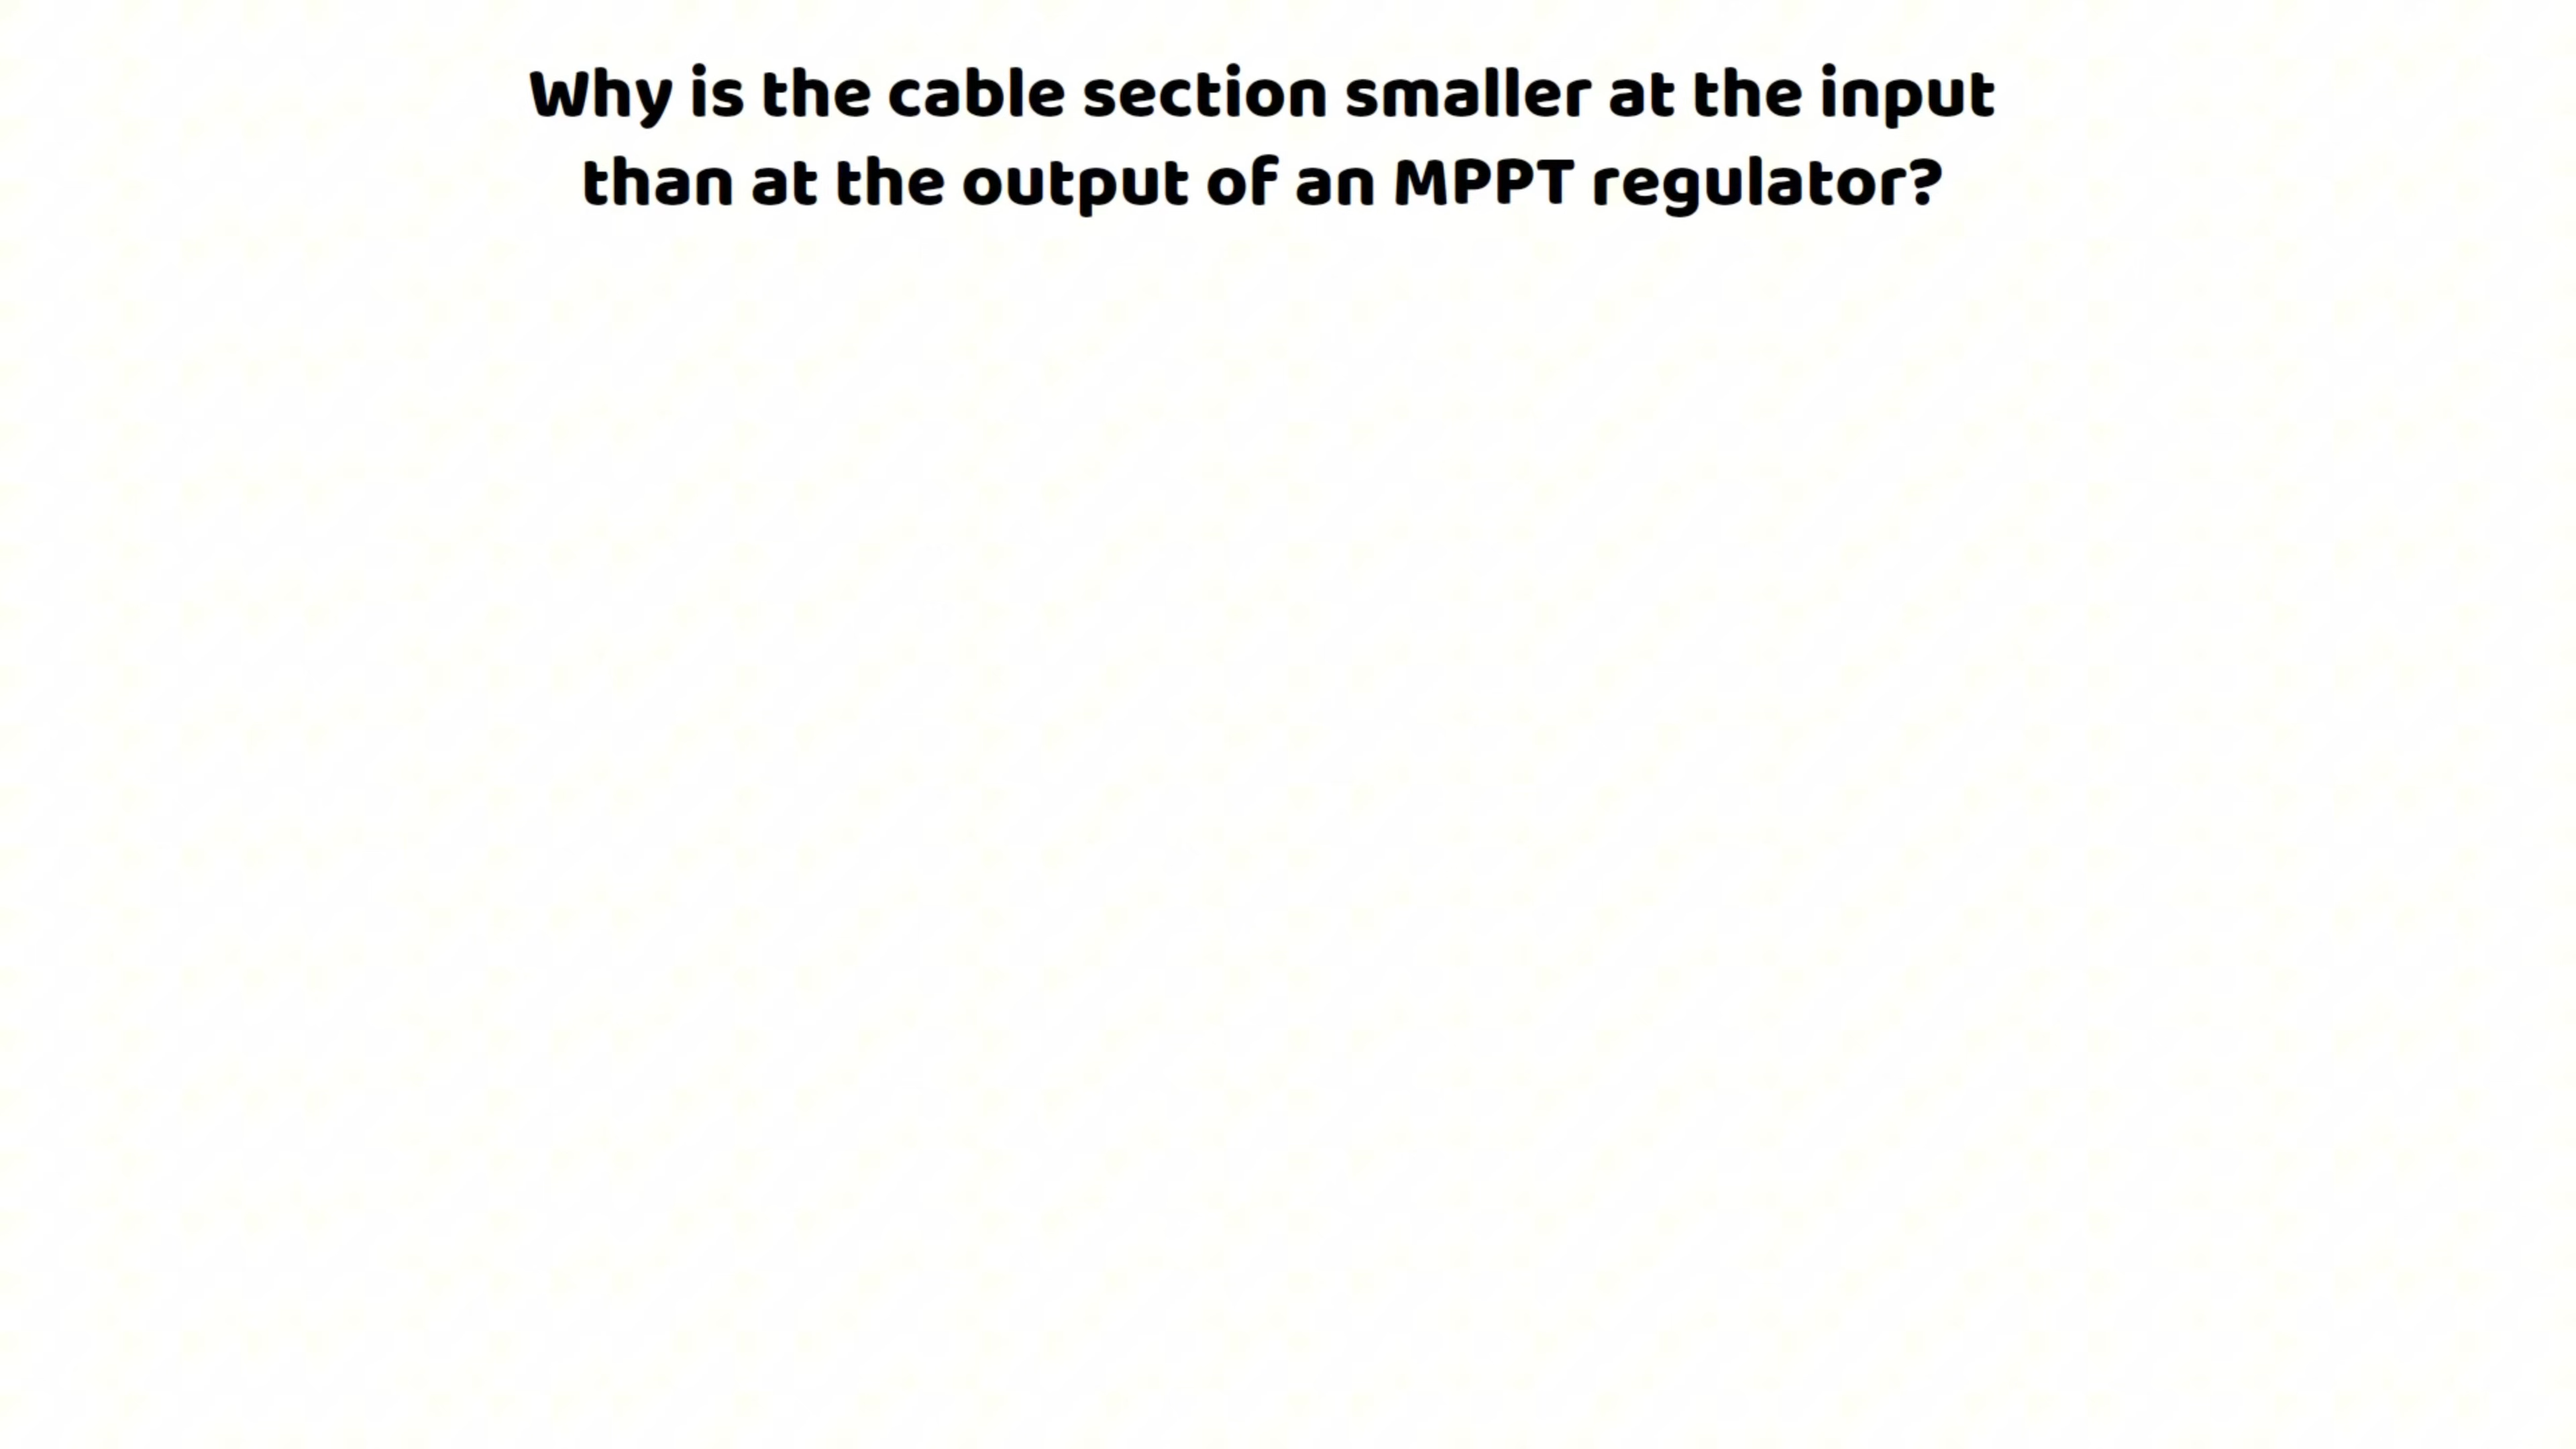 Why is the cable section smaller at the input
than at the output of an MPPT regulator?